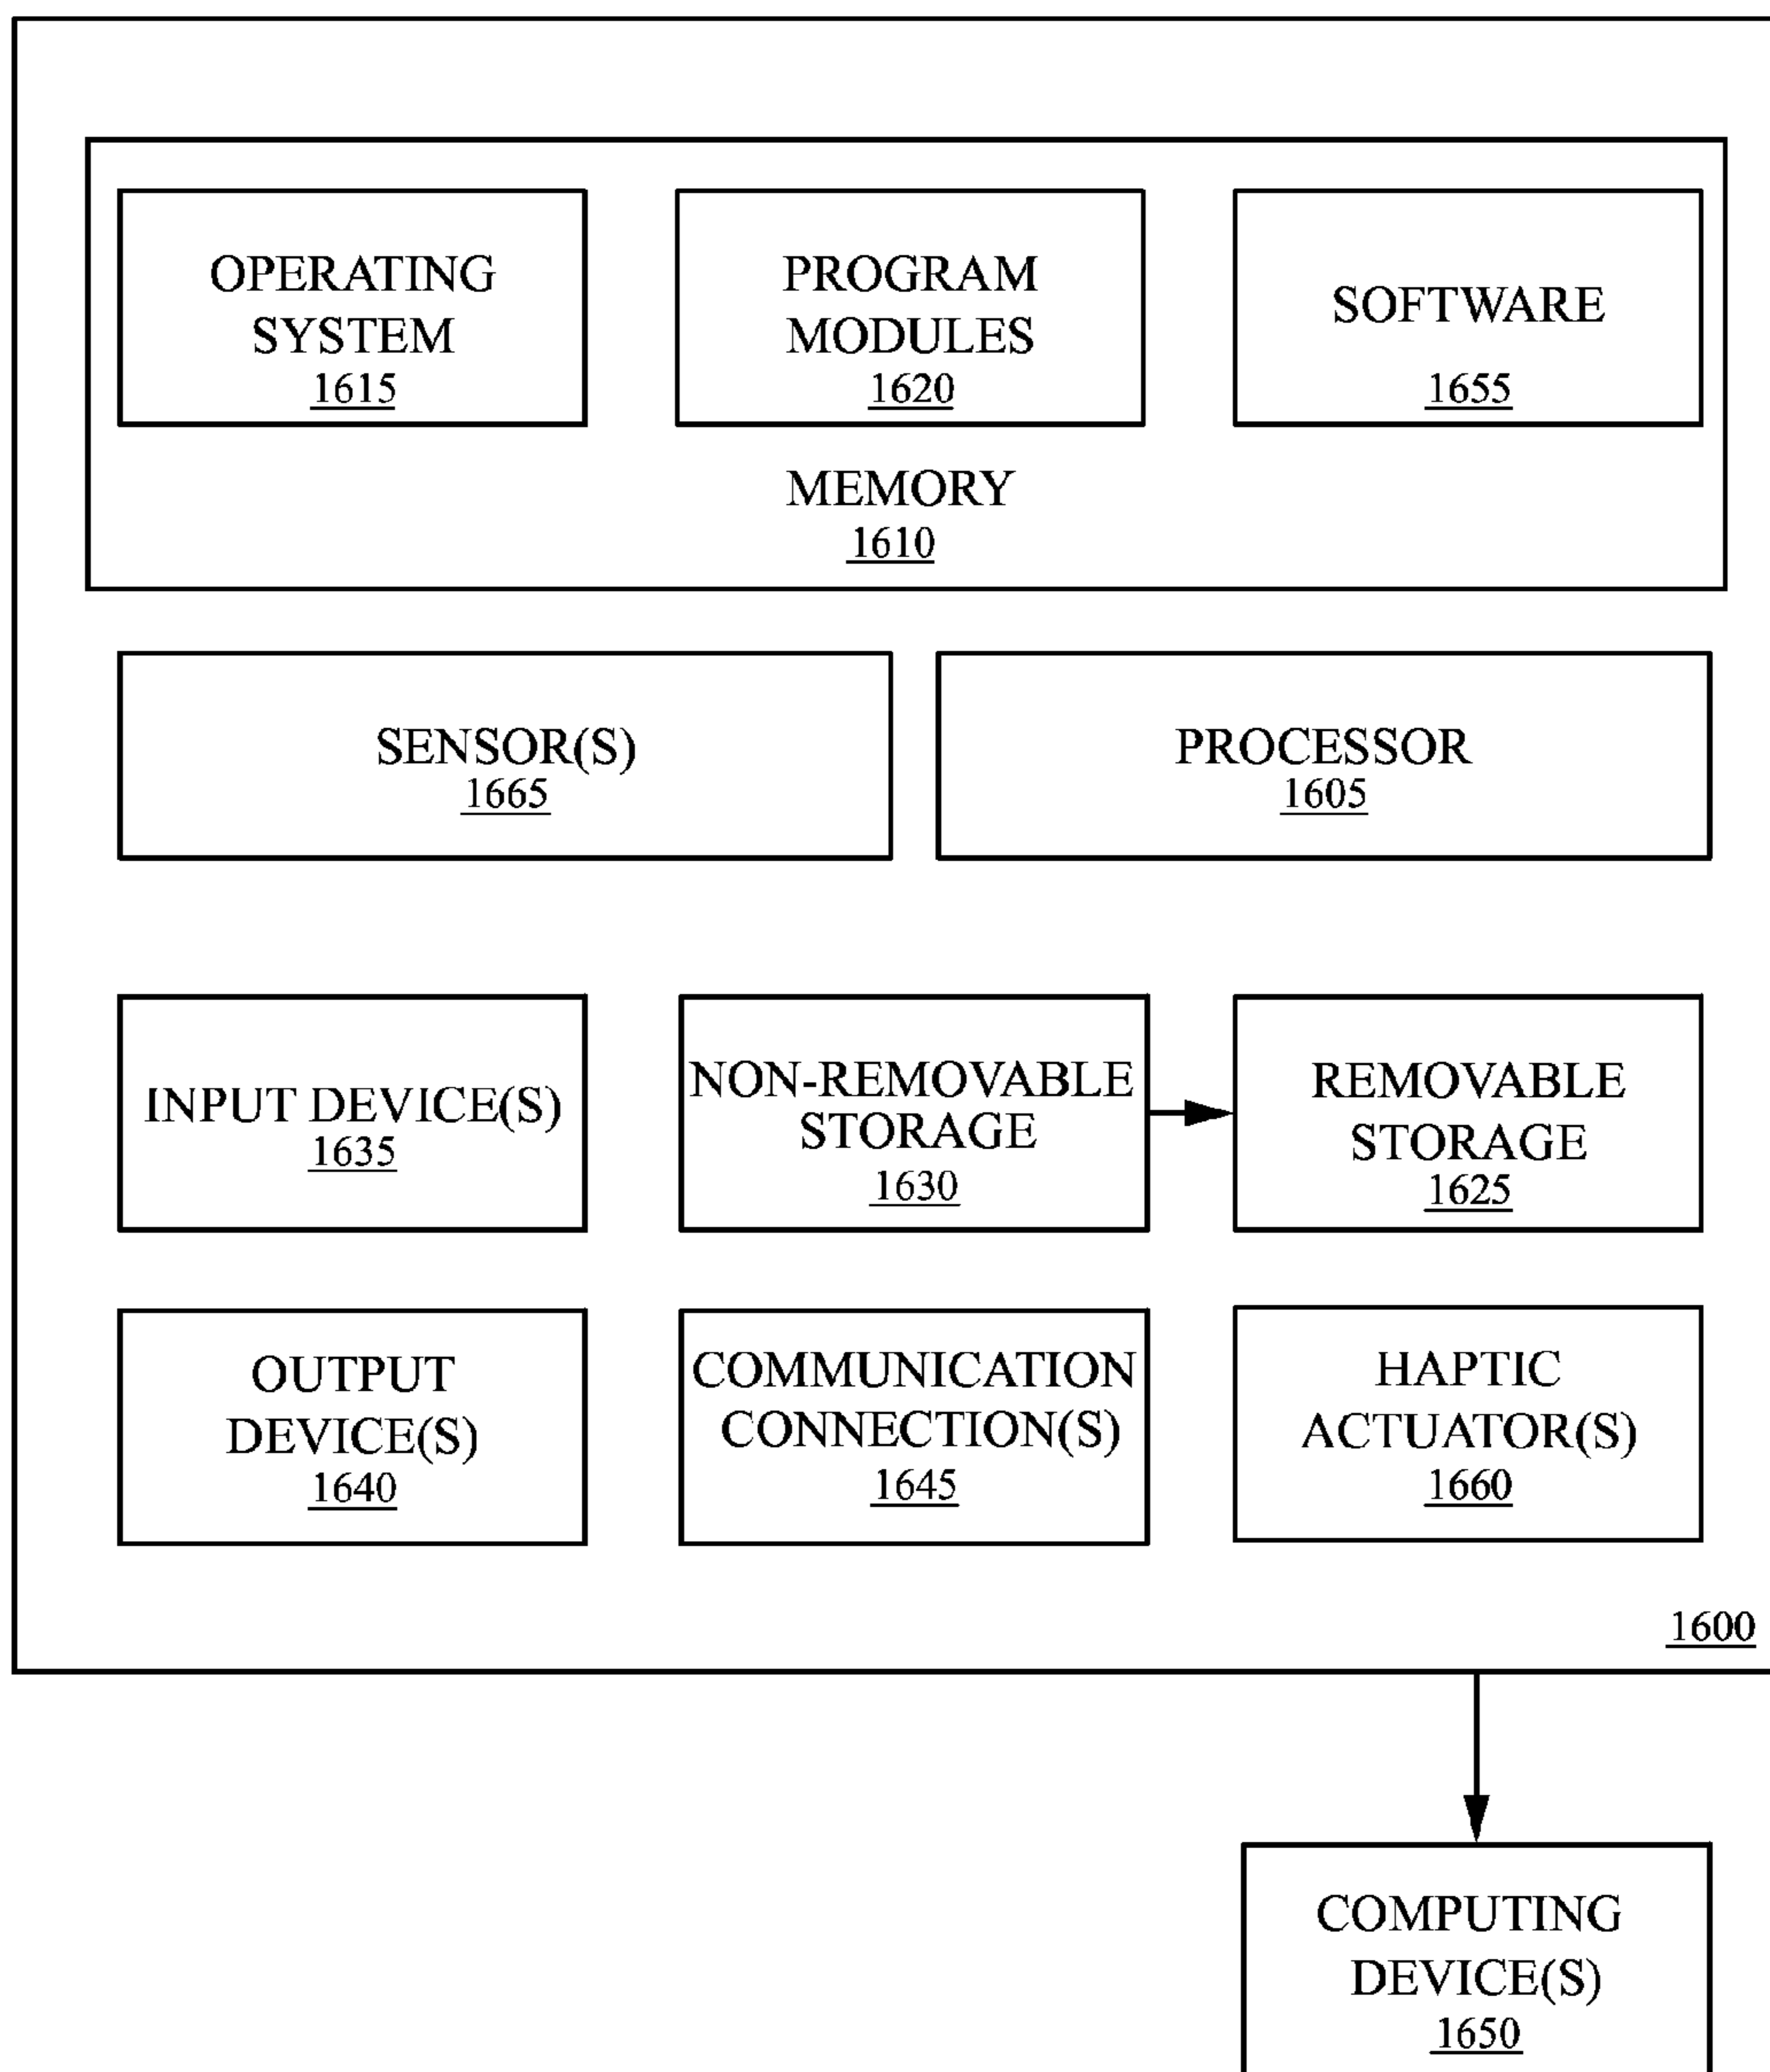 OPERATING
SYSTEM
1615
PROGRAM
MODULES
1620
SOFTWARE
1655
MEMORY
1610
SENSOR(S)
1665
PROCESSOR
1605
INPUT DEVICE(S)
1635
NON-REMOVABLE
STORAGE
1630
REMOVABLE
STORAGE
1625
OUTPUT
DEVICE(S)
1640
COMMUNICATION
CONNECTION(S)
1645
HAPTIC
ACTUATOR(S)
1660
1600
COMPUTING
DEVICE(S)
1650